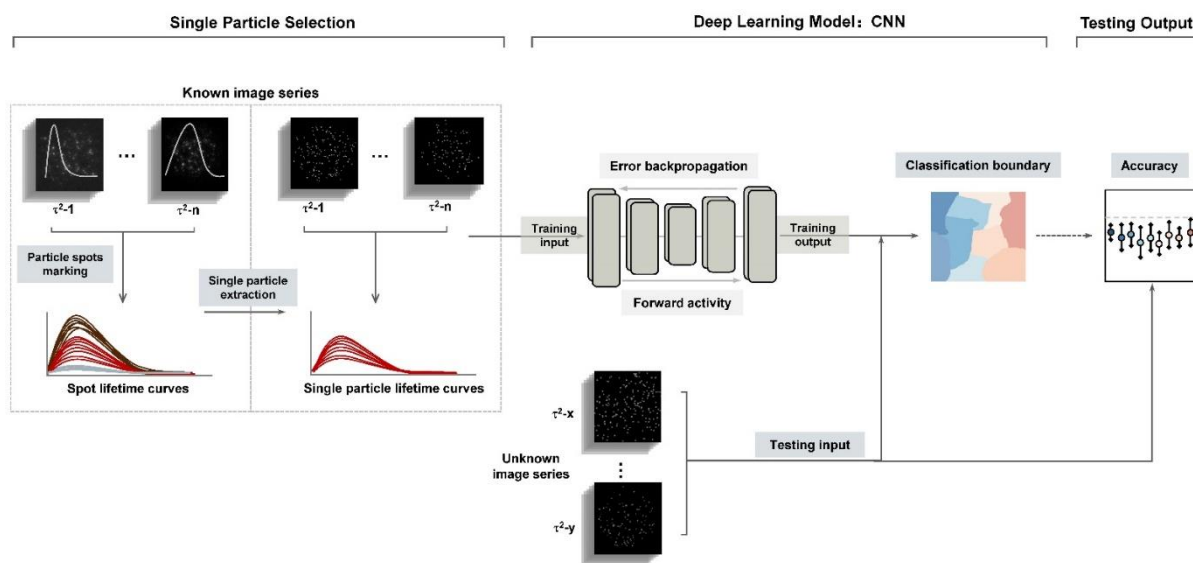 Single Particle Selection
Deep Learning Model: CNN
Testing Output
Known image series
...
...
τ²-1
τ²-n
τ²-1
τ²-n
Particle spots
marking
Single particle
extraction
Spot lifetime curves
Single particle lifetime curves
Error backpropagation
Training
input
Training
output
Forward activity
Classification boundary
Accuracy
τ²-x
Unknown
image series
...
τ²-y
Testing input